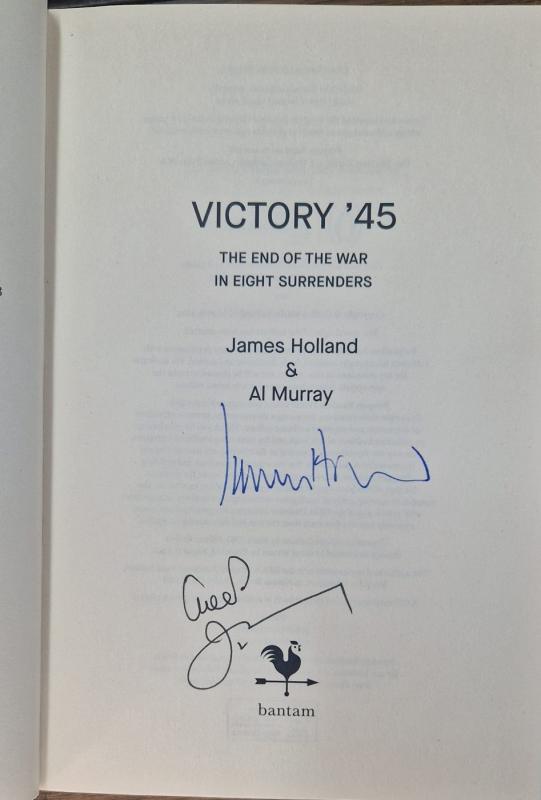 VICTORY ’45
THE END OF THE WAR
IN EIGHT SURRENDERS
James Holland
&
Al Murray
bantam